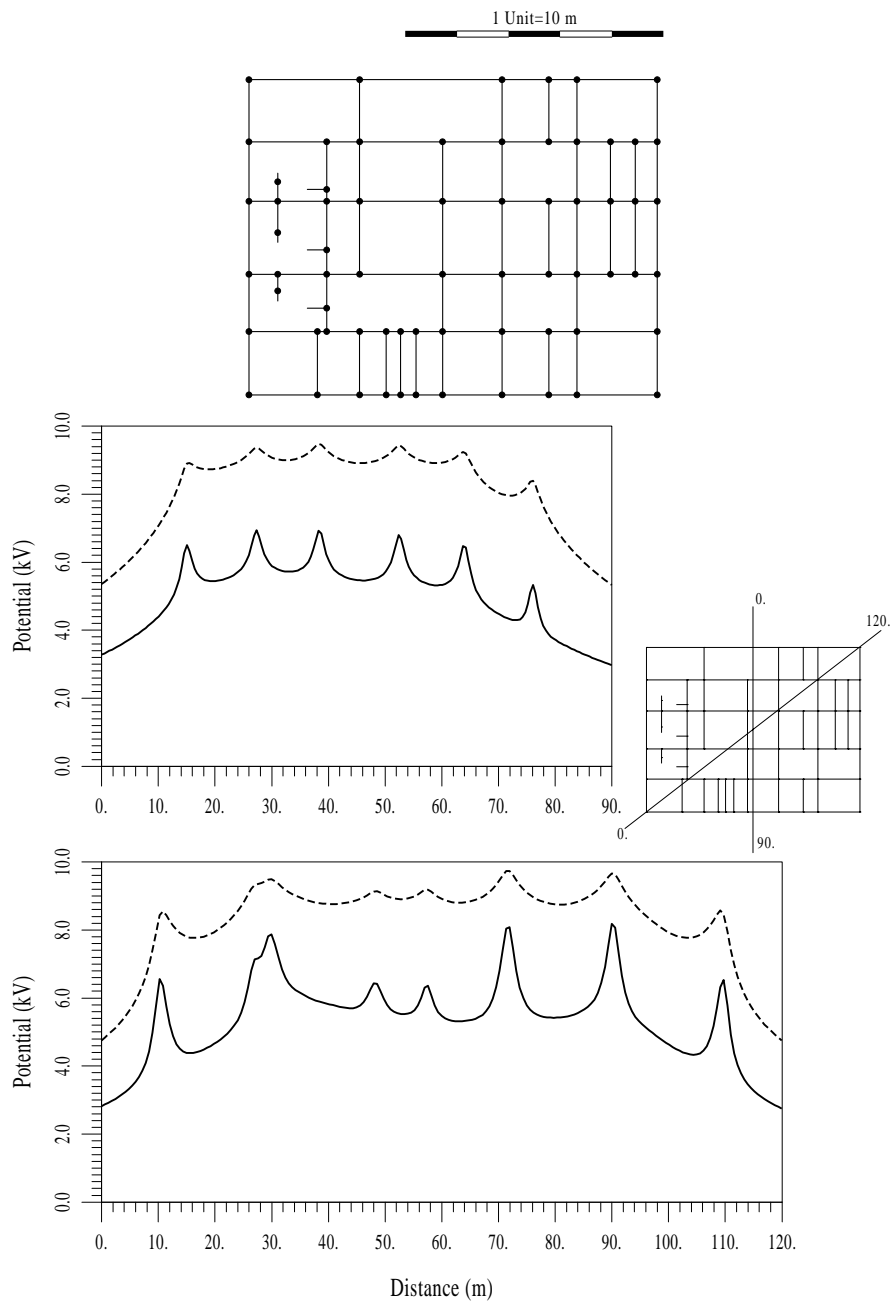 1 Unit=10 m
10.0
8.0
6.0
4.0
2.0
0.0
Potential (kV)
0. 10. 20. 30. 40. 50. 60. 70. 80. 90.
0.
120.
0.
90.
10.0
8.0
6.0
4.0
2.0
0.0
Potential (kV)
0. 10. 20. 30. 40. 50. 60. 70. 80. 90. 100. 110. 120.
Distance (m)